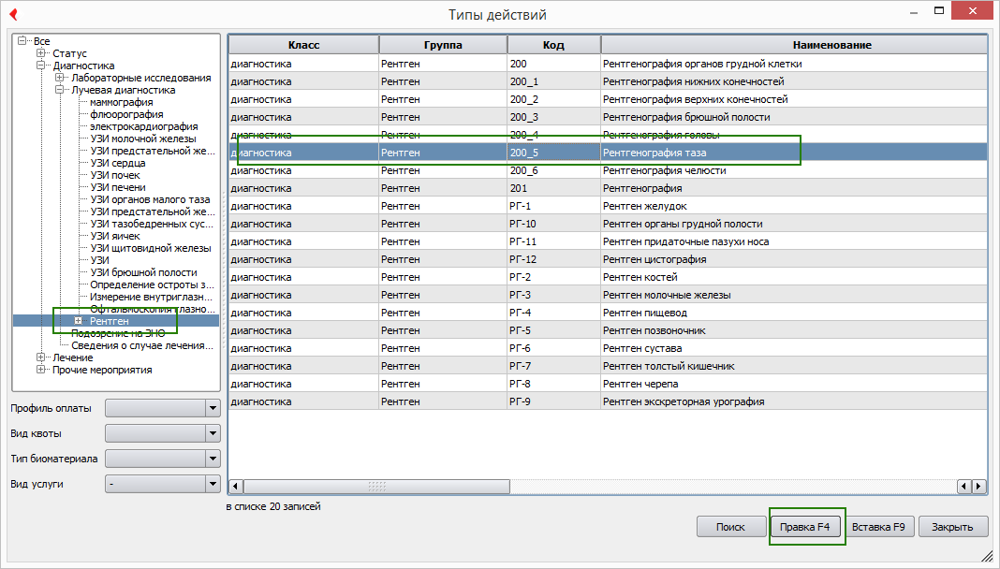 Типы действий
Все
Статус
Диагностика
Лабораторные исследования
Лучевая диагностика
маммография
флюорография
электрокардиография
УЗИ молочной железы
УЗИ предстательной же...
УЗИ сердца
УЗИ почек
УЗИ печени
УЗИ органов малого таза
УЗИ предстательной же...
УЗИ тазобедренных сус...
УЗИ яичек
УЗИ щитовидной железы
УЗИ
УЗИ брюшной полости
Определение остроты з...
Измерение внутриглазн...
Офтальмоскопия глазно...
Рентген
Подозрение на ЗНО
Сведения о случае лечения...
Лечение
Прочие мероприятия
Профиль оплаты
Вид квоты
Тип биоматериала
Вид услуги -
Класс Группа Код Наименование
диагностика Рентген 200 Рентгенография органов грудной клетки
диагностика Рентген 200_1 Рентгенография нижних конечностей
диагностика Рентген 200_2 Рентгенография верхних конечностей
диагностика Рентген 200_3 Рентгенография брюшной полости
диагностика Рентген 200_4 Рентгенография головы
диагностика Рентген 200_5 Рентгенография таза
диагностика Рентген 200_6 Рентгенография челюсти
диагностика Рентген 201 Рентгенография
диагностика Рентген РГ-1 Рентген желудок
диагностика Рентген РГ-10 Рентген органы грудной полости
диагностика Рентген РГ-11 Рентген придаточные пазухи носа
диагностика Рентген РГ-12 Рентген цистография
диагностика Рентген РГ-2 Рентген костей
диагностика Рентген РГ-3 Рентген молочные железы
диагностика Рентген РГ-4 Рентген пищевод
диагностика Рентген РГ-5 Рентген позвоночник
диагностика Рентген РГ-6 Рентген сустава
диагностика Рентген РГ-7 Рентген толстый кишечник
диагностика Рентген РГ-8 Рентген черепа
диагностика Рентген РГ-9 Рентген экскреторная урография
в списке 20 записей
Поиск Правка F4 Вставка F9 Закрыть